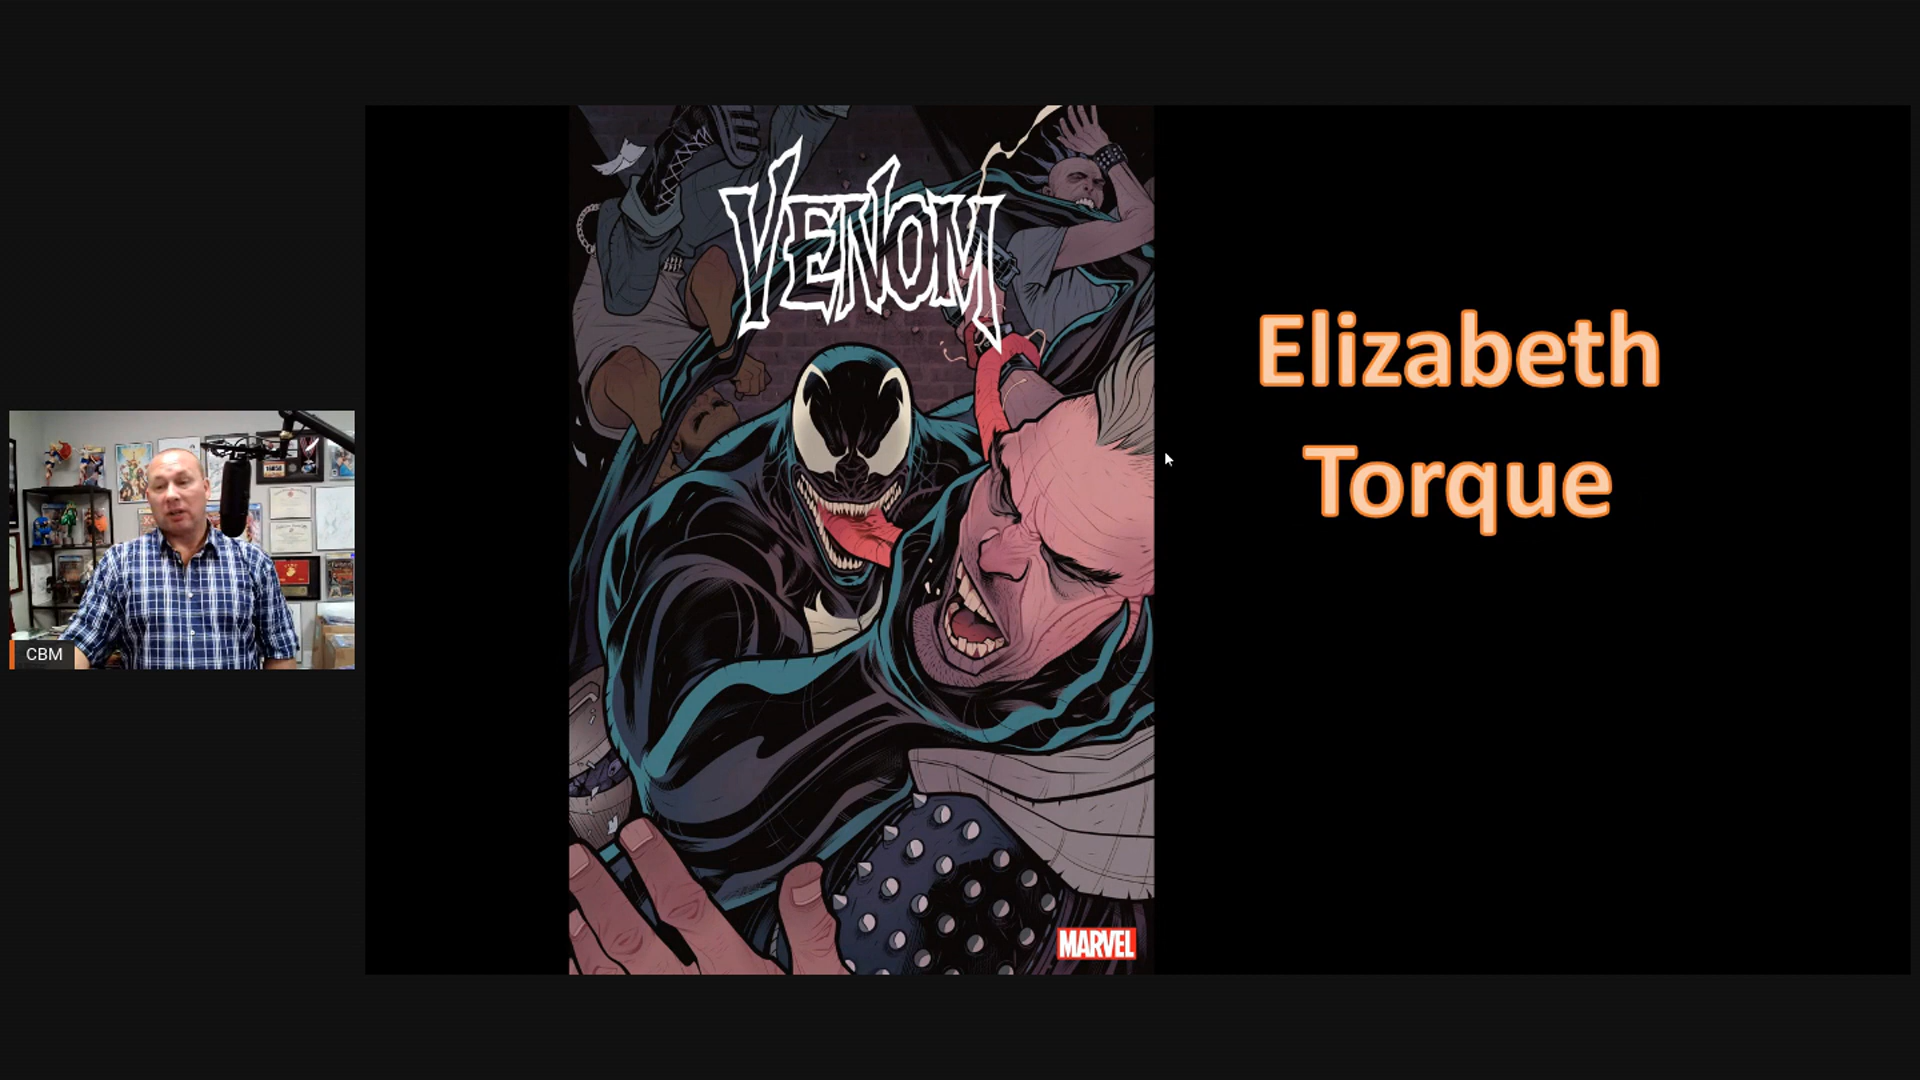 VENOM
Elizabeth
Torque
CBM
MARVEL